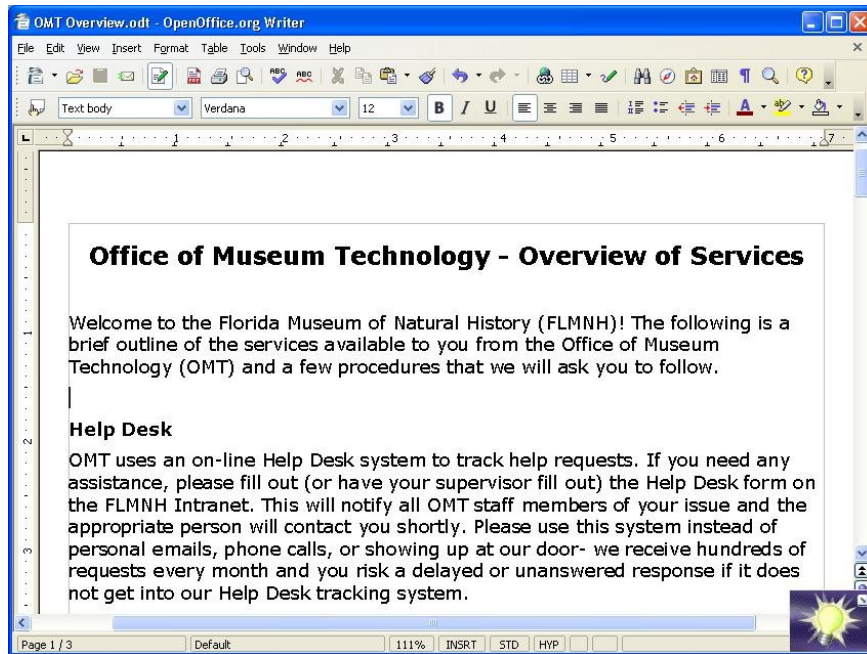 OMT Overview.odt - OpenOffice.org Writer
File Edit View Insert Format Table Tools Window Help
Text body Verdana 12 B I U A
1 2 3 4 5 6 7
Office of Museum Technology - Overview of Services
Welcome to the Florida Museum of Natural History (FLMNH)! The following is a
brief outline of the services available to you from the Office of Museum
Technology (OMT) and a few procedures that we will ask you to follow.
Help Desk
OMT uses an on-line Help Desk system to track help requests. If you need any
assistance, please fill out (or have your supervisor fill out) the Help Desk form on
the FLMNH Intranet. This will notify all OMT staff members of your issue and the
appropriate person will contact you shortly. Please use this system instead of
personal emails, phone calls, or showing up at our door- we receive hundreds of
requests every month and you risk a delayed or unanswered response if it does
not get into our Help Desk tracking system.
Page 1 / 3 Default 111% INSRT STD HYP